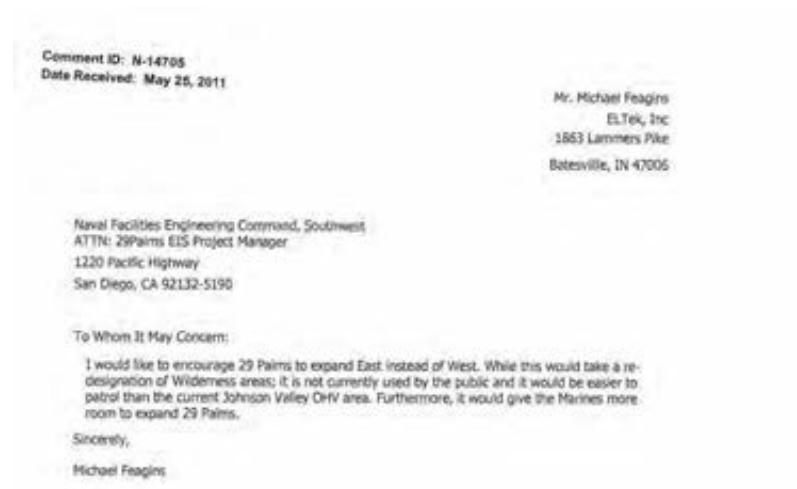 Comment ID: N-14705
Date Received: May 25, 2011
Mr. Michael Feagins
ELTek, Inc
1863 Lammers Pike
Batesville, IN 47006
Naval Facilities Engineering Command, Southwest
ATTN: 29Palms EIS Project Manager
1220 Pacific Highway
San Diego, CA 92132-5190
To Whom It May Concern:
I would like to encourage 29 Palms to expand East instead of West. While this would take a re-
designation of Wilderness areas; it is not currently used by the public and it would be easier to
patrol than the current Johnson Valley OHV area. Furthermore, it would give the Marines more
room to expand 29 Palms.
Sincerely,
Michael Feagins